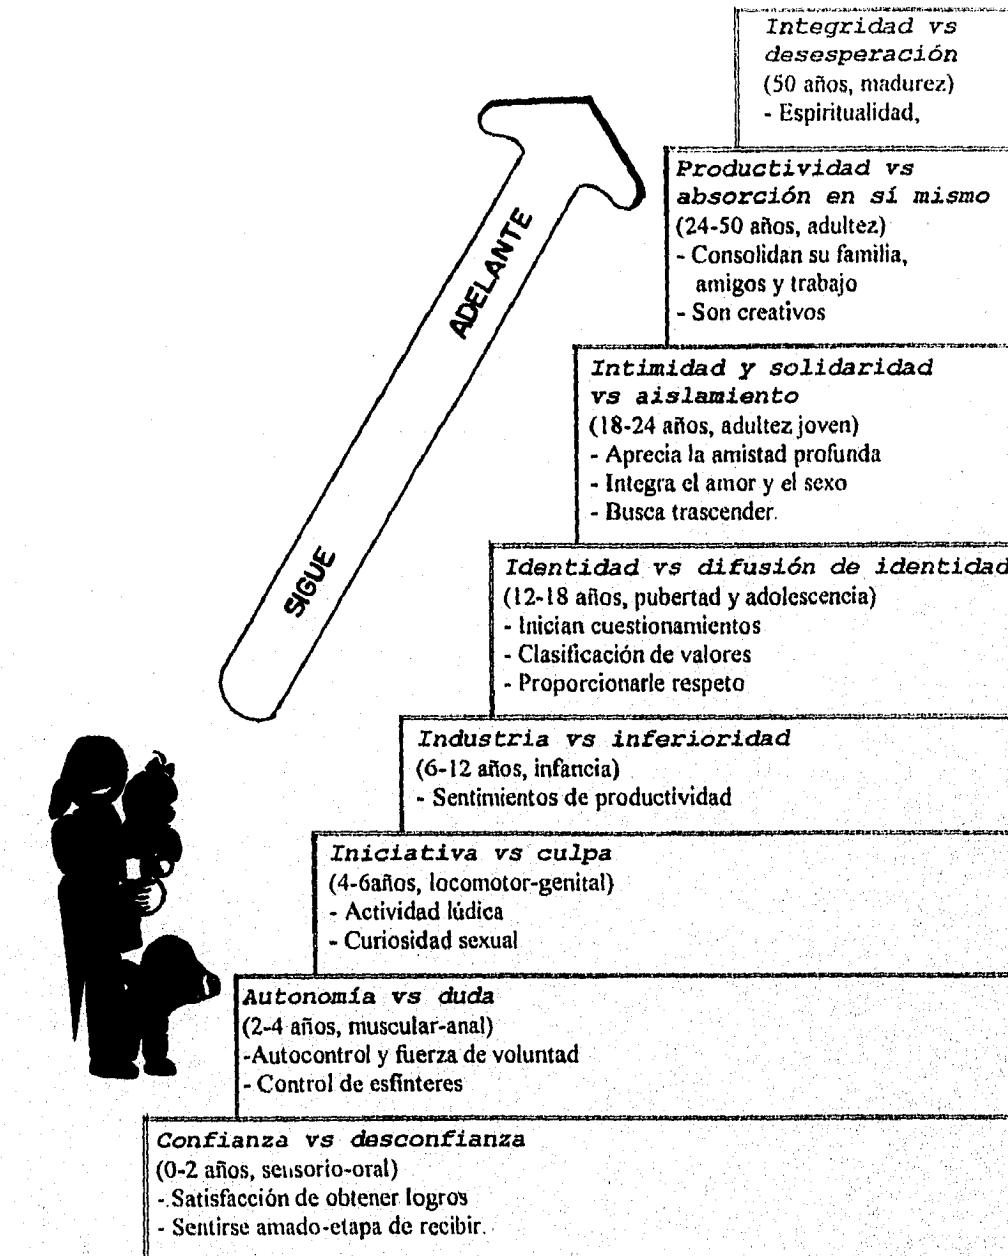 Integridad vs
desesperación
(50 años, madurez)
- Espiritualidad,
Productividad vs
absorción en sí mismo
(24-50 años, adultez)
- Consolidan su familia,
amigos y trabajo
- Son creativos
ADELANTE
Intimidad y solidaridad
vs aislamiento
(18-24 años, adultez joven)
- Aprecia la amistad profunda
- Integra el amor y el sexo
- Busca trascender.
SIGUE
Identidad vs difusión de identidad
(12-18 años, pubertad y adolescencia)
- Inician cuestionamientos
- Clasificación de valores
- Proporcionarle respeto
Industria vs inferioridad
(6-12 años, infancia)
- Sentimientos de productividad
Iniciativa vs culpa
(4-6años, locomotor-genital)
- Actividad lúdica
- Curiosidad sexual
Autonomía vs duda
(2-4 años, muscular-anal)
-Autocontrol y fuerza de voluntad
- Control de esfínteres
Confianza vs desconfianza
(0-2 años, sensorio-oral)
- Satisfacción de obtener logros
- Sentirse amado-etapa de recibir.